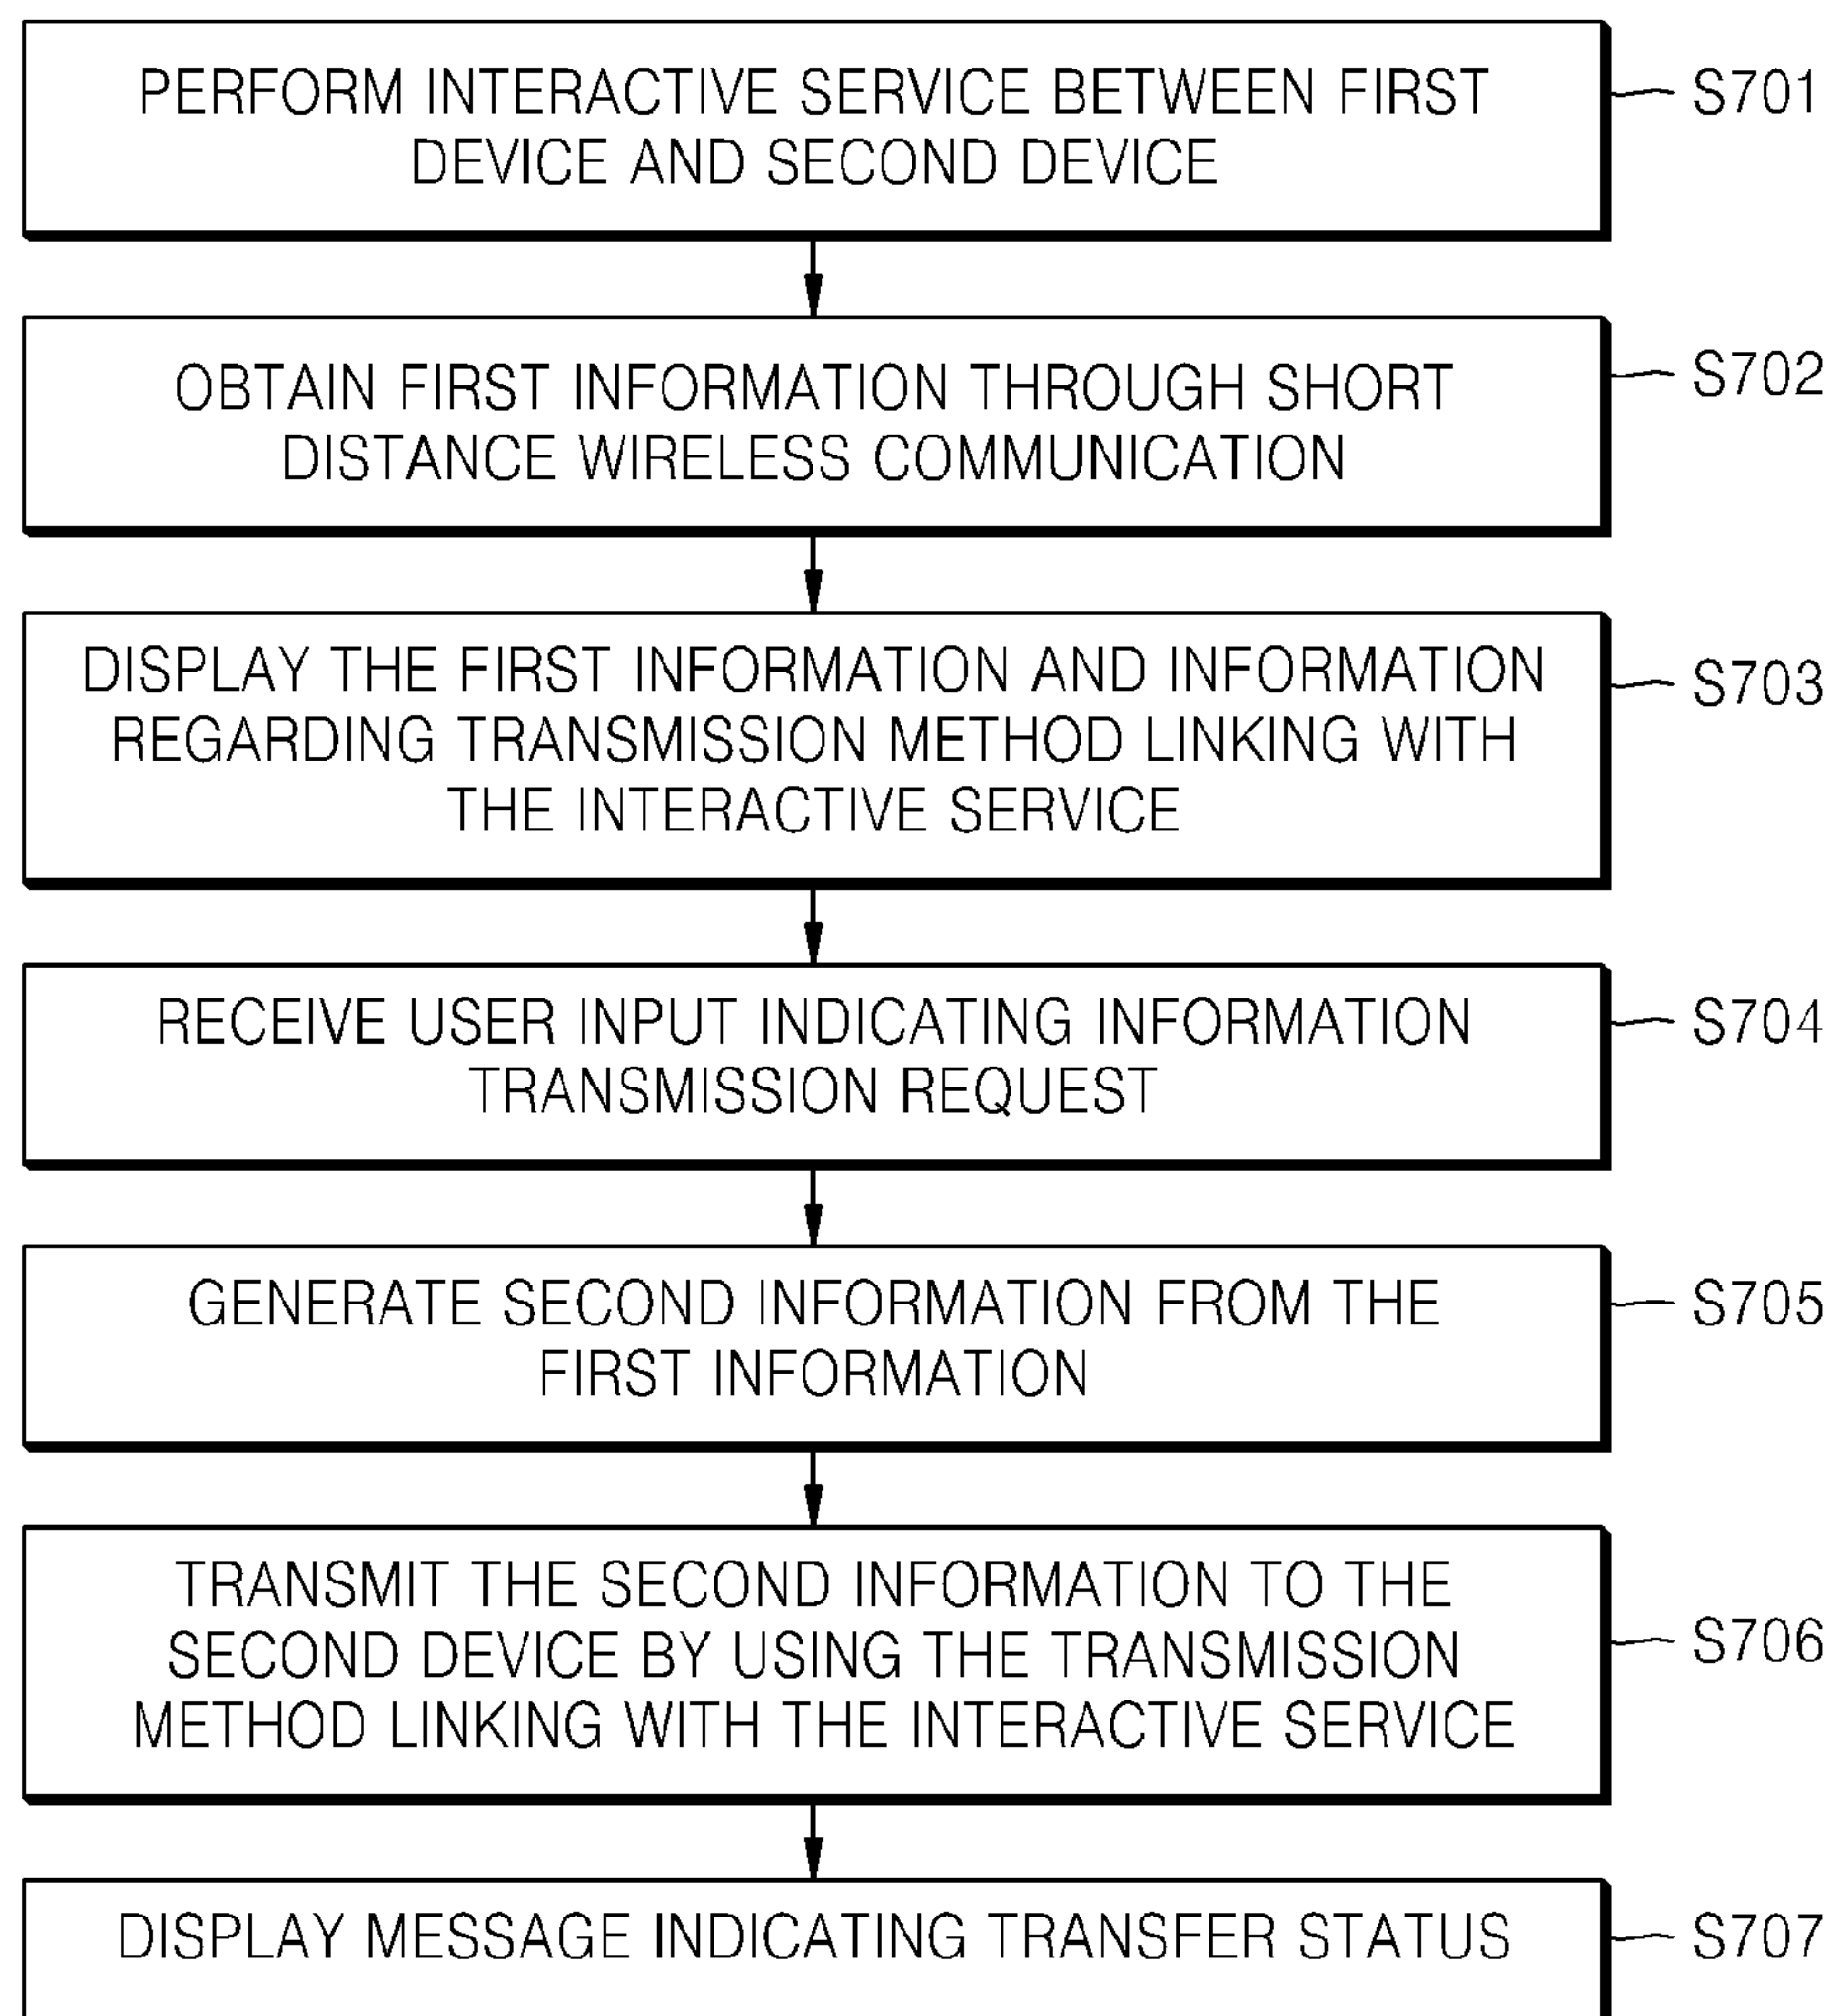 PERFORM INTERACTIVE SERVICE BETWEEN FIRST
DEVICE AND SECOND DEVICE
S701
OBTAIN FIRST INFORMATION THROUGH SHORT
DISTANCE WIRELESS COMMUNICATION
S702
DISPLAY THE FIRST INFORMATION AND INFORMATION
REGARDING TRANSMISSION METHOD LINKING WITH
THE INTERACTIVE SERVICE
S703
RECEIVE USER INPUT INDICATING INFORMATION
TRANSMISSION REQUEST
S704
GENERATE SECOND INFORMATION FROM THE
FIRST INFORMATION
S705
TRANSMIT THE SECOND INFORMATION TO THE
SECOND DEVICE BY USING THE TRANSMISSION
METHOD LINKING WITH THE INTERACTIVE SERVICE
S706
DISPLAY MESSAGE INDICATING TRANSFER STATUS
S707